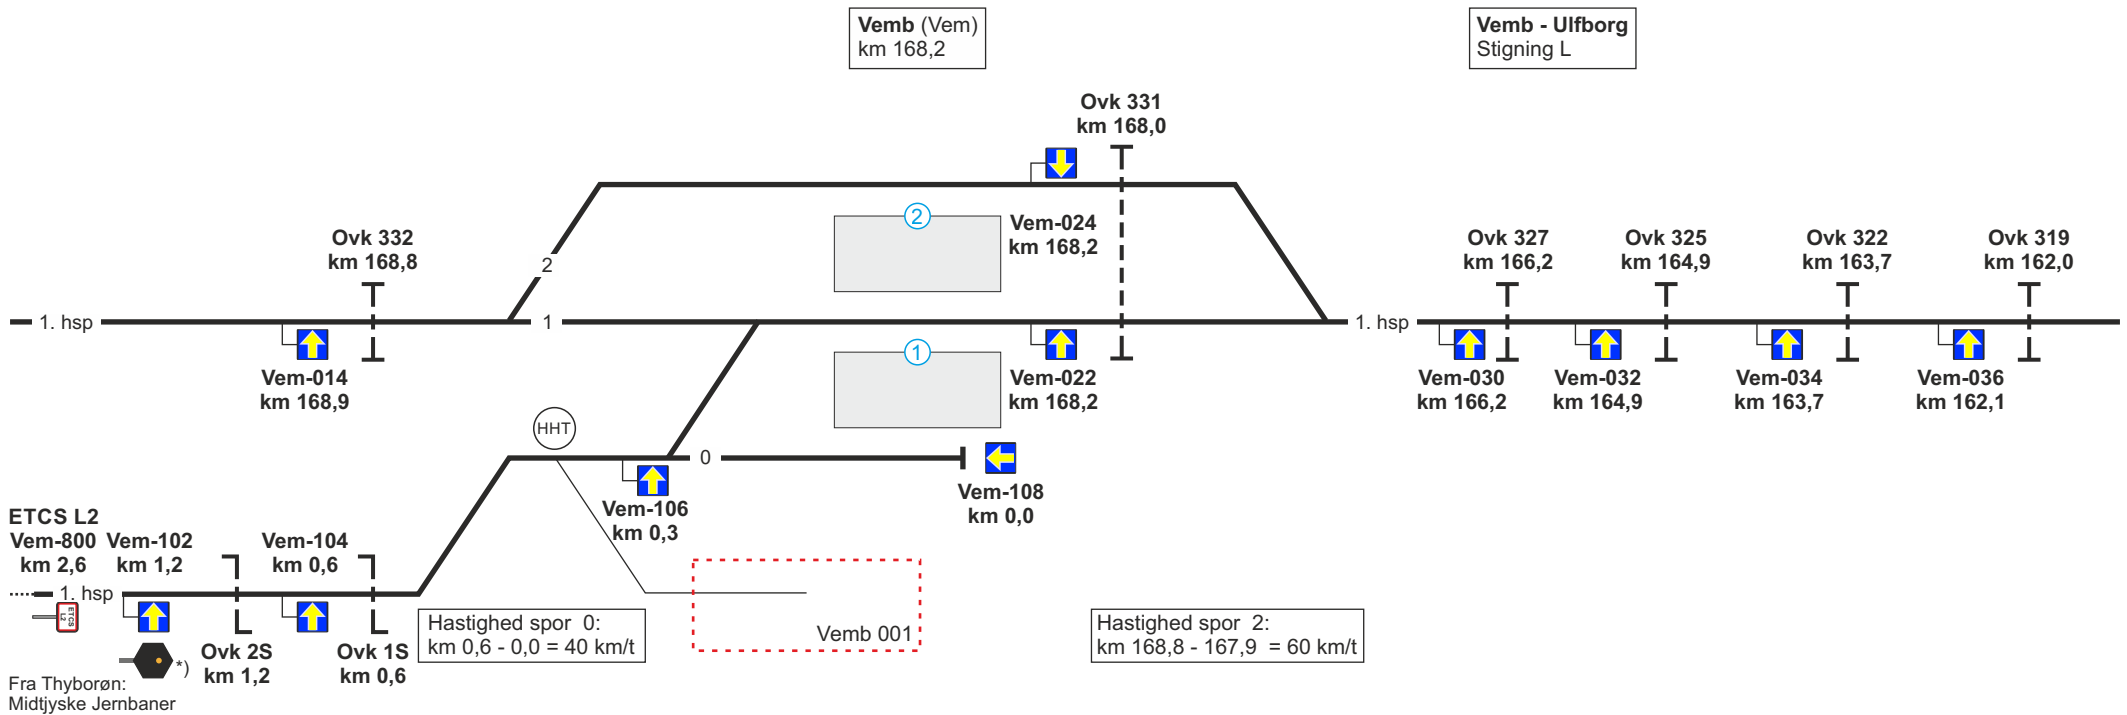 Vemb (Vem)
km 168,2
Vemb - Ulfborg
Stigning L
Ovk 331
km 168,0
2
Vem-024
km 168,2
Ovk 332
km 168,8
2
Ovk 327
km 166,2
Ovk 325
km 164,9
Ovk 322
km 163,7
Ovk 319
km 162,0
1. hsp
1
1. hsp
1
Vem-014
km 168,9
Vem-022
km 168,2
Vem-030
km 166,2
Vem-032
km 164,9
Vem-034
km 163,7
Vem-036
km 162,1
HHT
0
Vem-106
km 0,3
Vem-108
km 0,0
ETCS L2
Vem-800
km 2,6
Vem-102
km 1,2
Vem-104
km 0,6
1. hsp
ETCS
L2
*)
Ovk 2S
km 1,2
Ovk 1S
km 0,6
Hastighed spor 0:
km 0,6 - 0,0 = 40 km/t
Vemb 001
Hastighed spor 2:
km 168,8 - 167,9 = 60 km/t
Fra Thyborøn:
Midtjyske Jernbaner